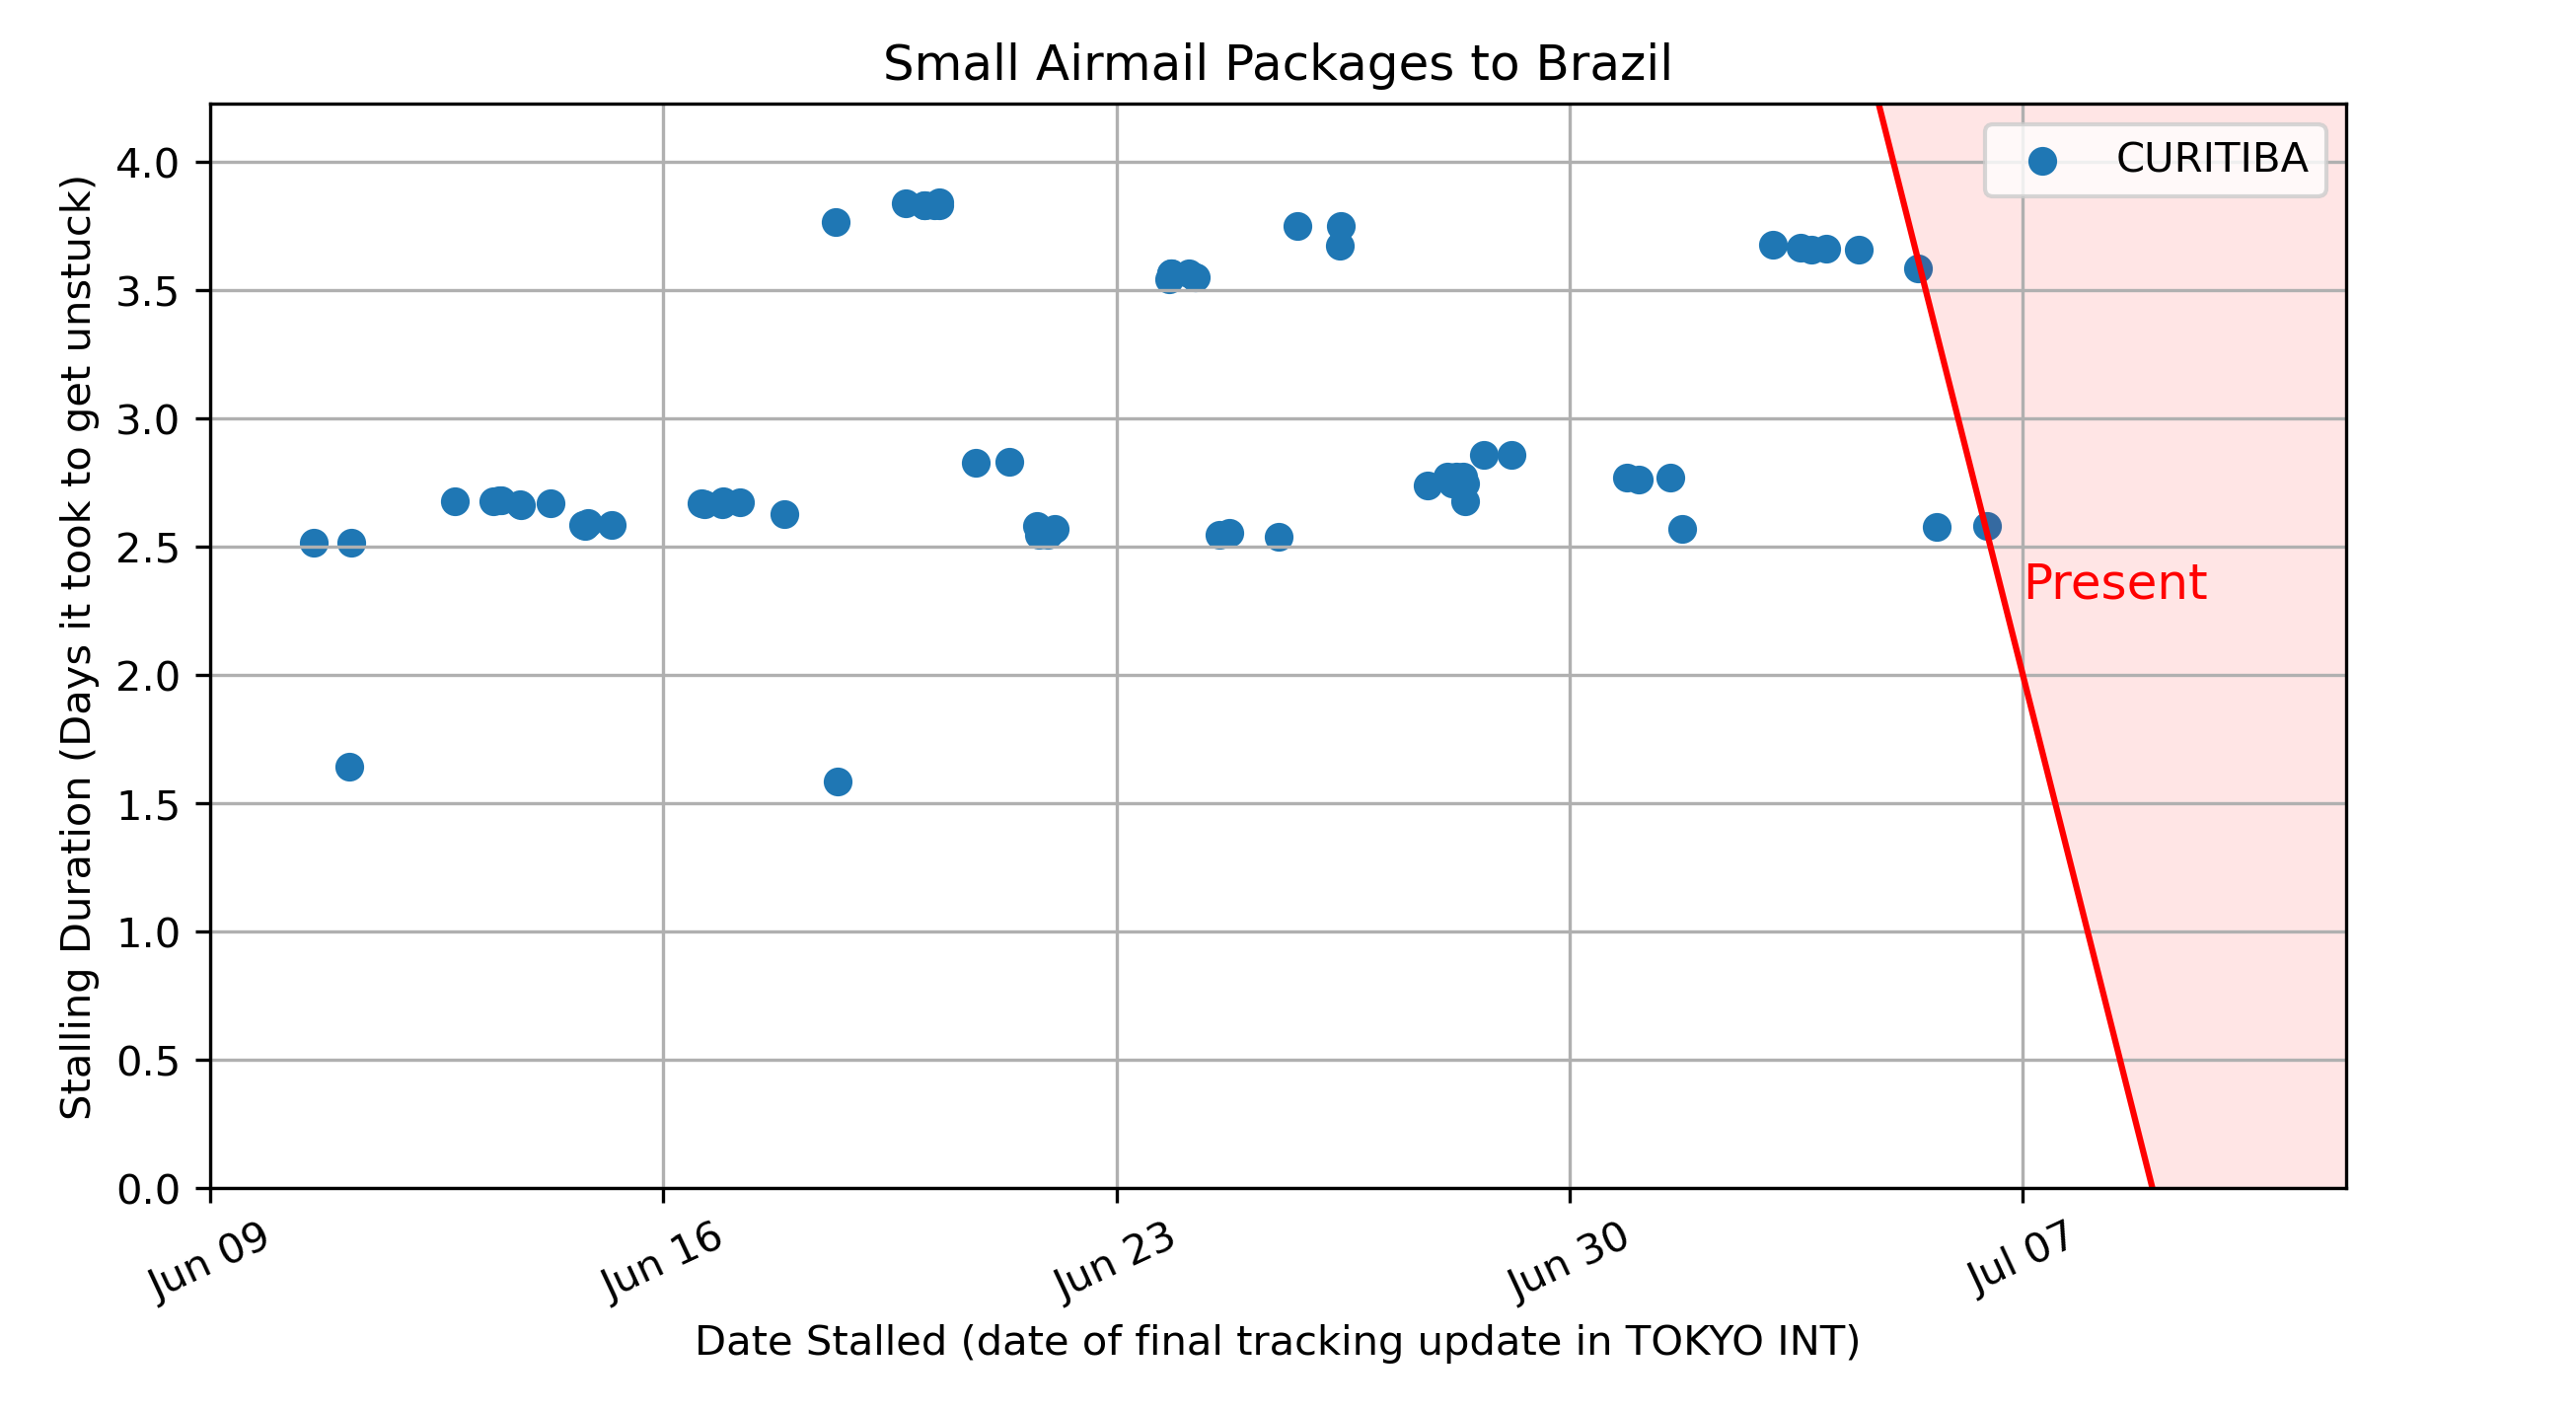 Small Airmail Packages to Brazil
CURITIBA
Present
Stalling Duration (Days it took to get unstuck)
4.0
3.5
3.0
2.5
2.0
1.5
1.0
0.5
0.0
Jun 09
Jun 16
Jun 23
Jun 30
Jul 07
Date Stalled (date of final tracking update in TOKYO INT)